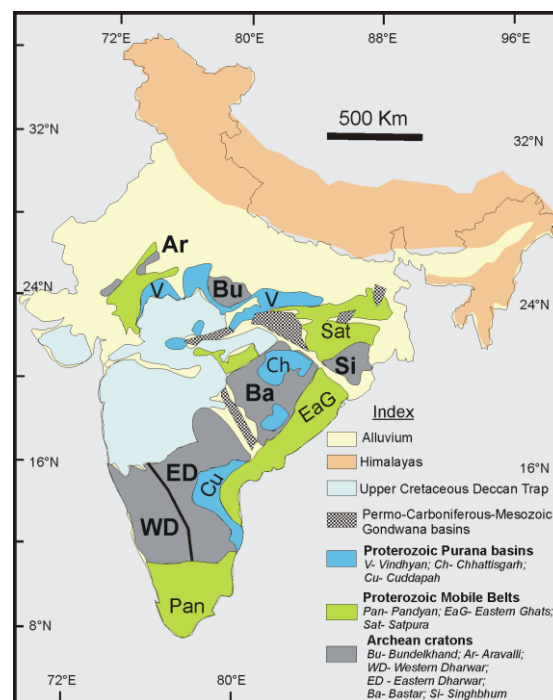 72°E 80°E 88°E 96°E
500 Km
32°N 32°N
Ar
24°N V Bu V 24°N
Sat
Ch Si
Ba
EaG
Index
Alluvium
Himalayas
16°N ED 16°N
Cu
Upper Cretaceous Deccan Trap
WD
Permo-Carboniferous-Mesozoic
Gondwana basins
Proterozoic Purana basins
V- Vindhyan; Ch- Chhattisgarh;
Cu- Cuddapah
Pan
Proterozoic Mobile Belts
Pan- Pandyan; EaG- Eastern Ghats;
Sat- Satpura
8°N
Archean cratons
Bu- Bundelkhand; Ar- Aravalli;
WD- Western Dharwar;
ED - Eastern Dharwar;
Ba- Bastar; Si- Singhbhum
72°E 80°E